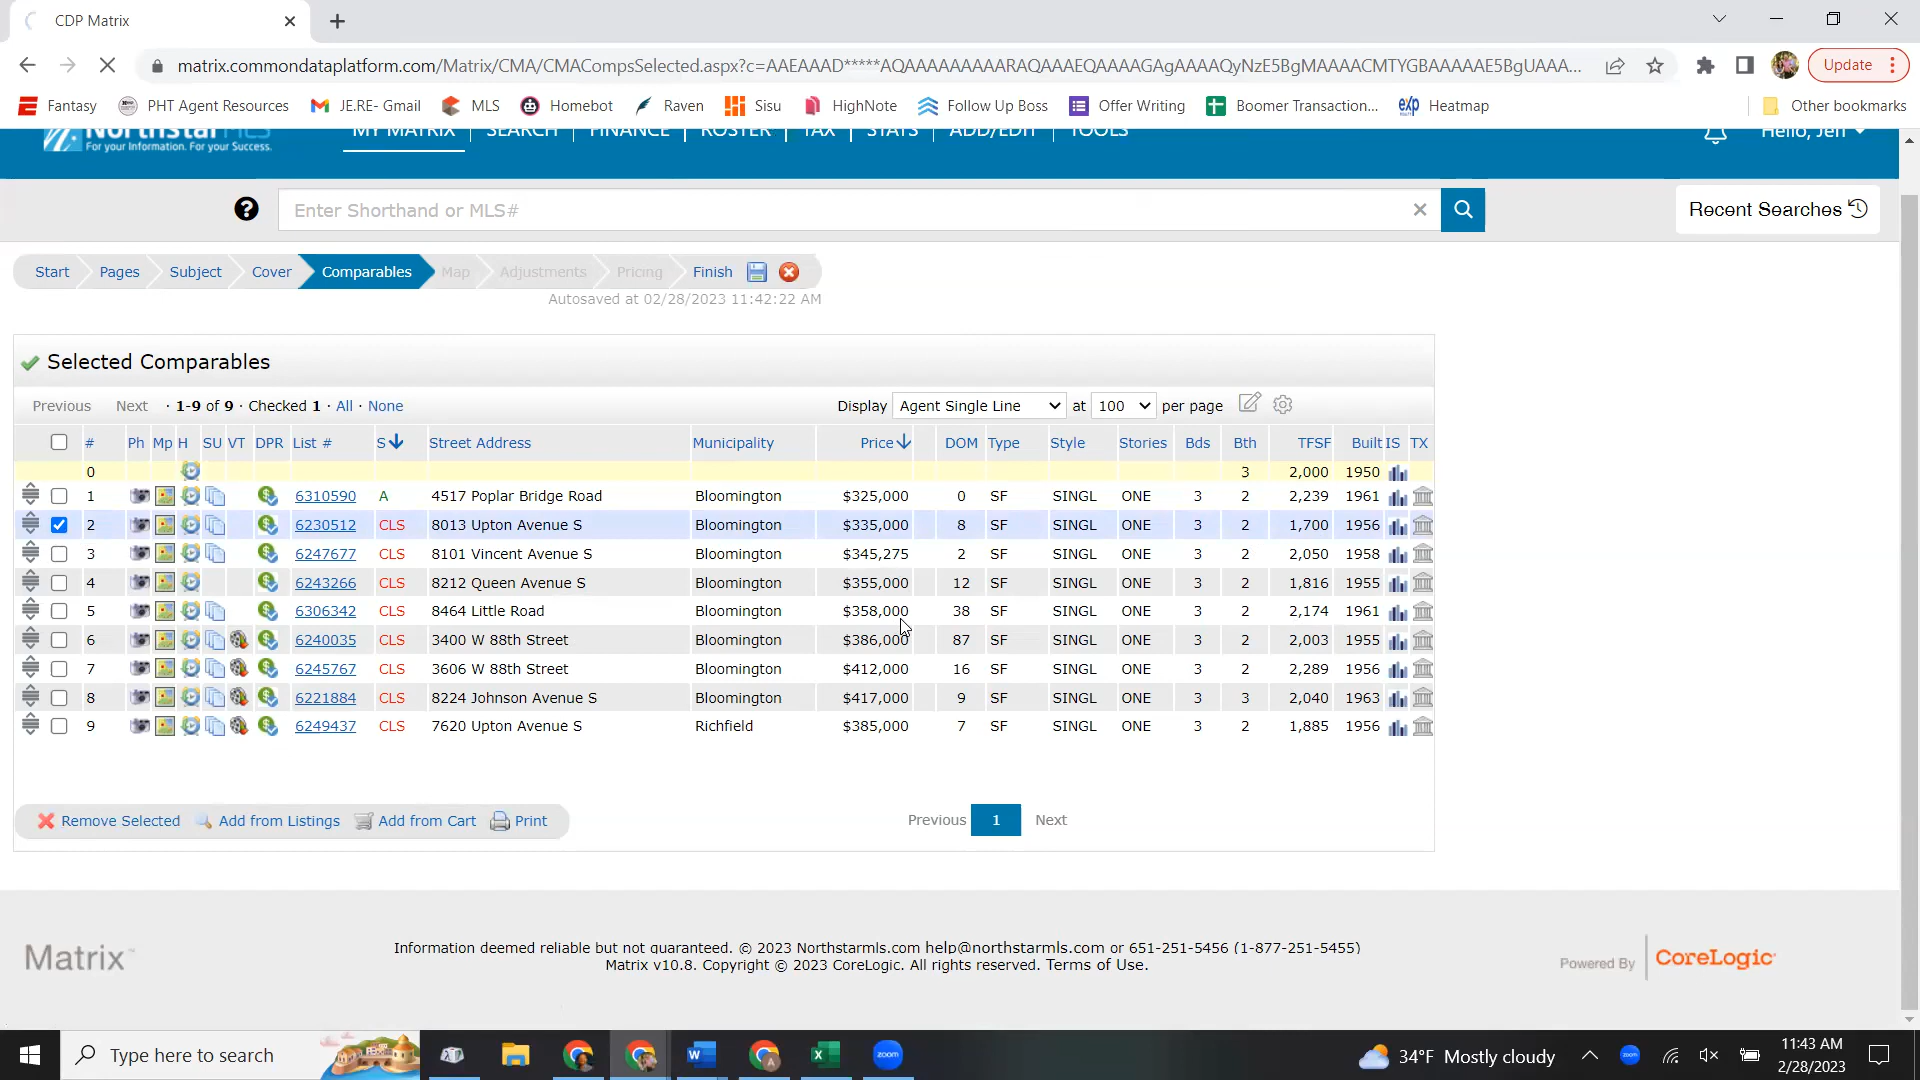 CDP Matrix
matrix.commondataplatform.com/Matrix/CMA/CMACompsSelected.aspx?c=AAEAAAD*****AQAAAAAAAAARAQAAAEQAAAAGAgAAAAQyNzE5BgMAAAACMTYGBAAAAAE5BgUAAA...
Update
Fantasy PHT Agent Resources JE.RE- Gmail MLS Homebot Raven Sisu HighNote Follow Up Boss Offer Writing Boomer Transaction... Heatmap Other bookmarks
NorthstarMLS MY MATRIX SEARCH FINANCE ROSTER TAX STATS ADD/EDIT TOOLS Hello, Jen
For your Information. For your Success.
Enter Shorthand or MLS#
Recent Searches
Start Pages Subject Cover Comparables Map Adjustments Pricing Finish
Autosaved at 02/28/2023 11:42:22 AM
Selected Comparables
Previous Next · 1-9 of 9 · Checked 1 · All · None Display Agent Single Line at 100 per page
# Ph Mp H SU VT DPR List # S Street Address Municipality Price DOM Type Style Stories Bds Bth TFSF Built IS TX
0 3 2,000 1950
1 6310590 A 4517 Poplar Bridge Road Bloomington $325,000 0 SF SINGL ONE 3 2 2,239 1961
2 6230512 CLS 8013 Upton Avenue S Bloomington $335,000 8 SF SINGL ONE 3 2 1,700 1956
3 6247677 CLS 8101 Vincent Avenue S Bloomington $345,275 2 SF SINGL ONE 3 2 2,050 1958
4 6243266 CLS 8212 Queen Avenue S Bloomington $355,000 12 SF SINGL ONE 3 2 1,816 1955
5 6306342 CLS 8464 Little Road Bloomington $358,000 38 SF SINGL ONE 3 2 2,174 1961
6 6240035 CLS 3400 W 88th Street Bloomington $386,000 87 SF SINGL ONE 3 2 2,003 1955
7 6245767 CLS 3606 W 88th Street Bloomington $412,000 16 SF SINGL ONE 3 2 2,289 1956
8 6221884 CLS 8224 Johnson Avenue S Bloomington $417,000 9 SF SINGL ONE 3 3 2,040 1963
9 6249437 CLS 7620 Upton Avenue S Richfield $385,000 7 SF SINGL ONE 3 2 1,885 1956
Remove Selected Add from Listings Add from Cart Print Previous 1 Next
Matrix™
Information deemed reliable but not guaranteed. © 2023 Northstarmls.com help@northstarmls.com or 651-251-5456 (1-877-251-5455)
Matrix v10.8. Copyright © 2023 CoreLogic. All rights reserved. Terms of Use.
Powered By CoreLogic
Type here to search
zoom
34°F Mostly cloudy
zoom
11:43 AM
2/28/2023